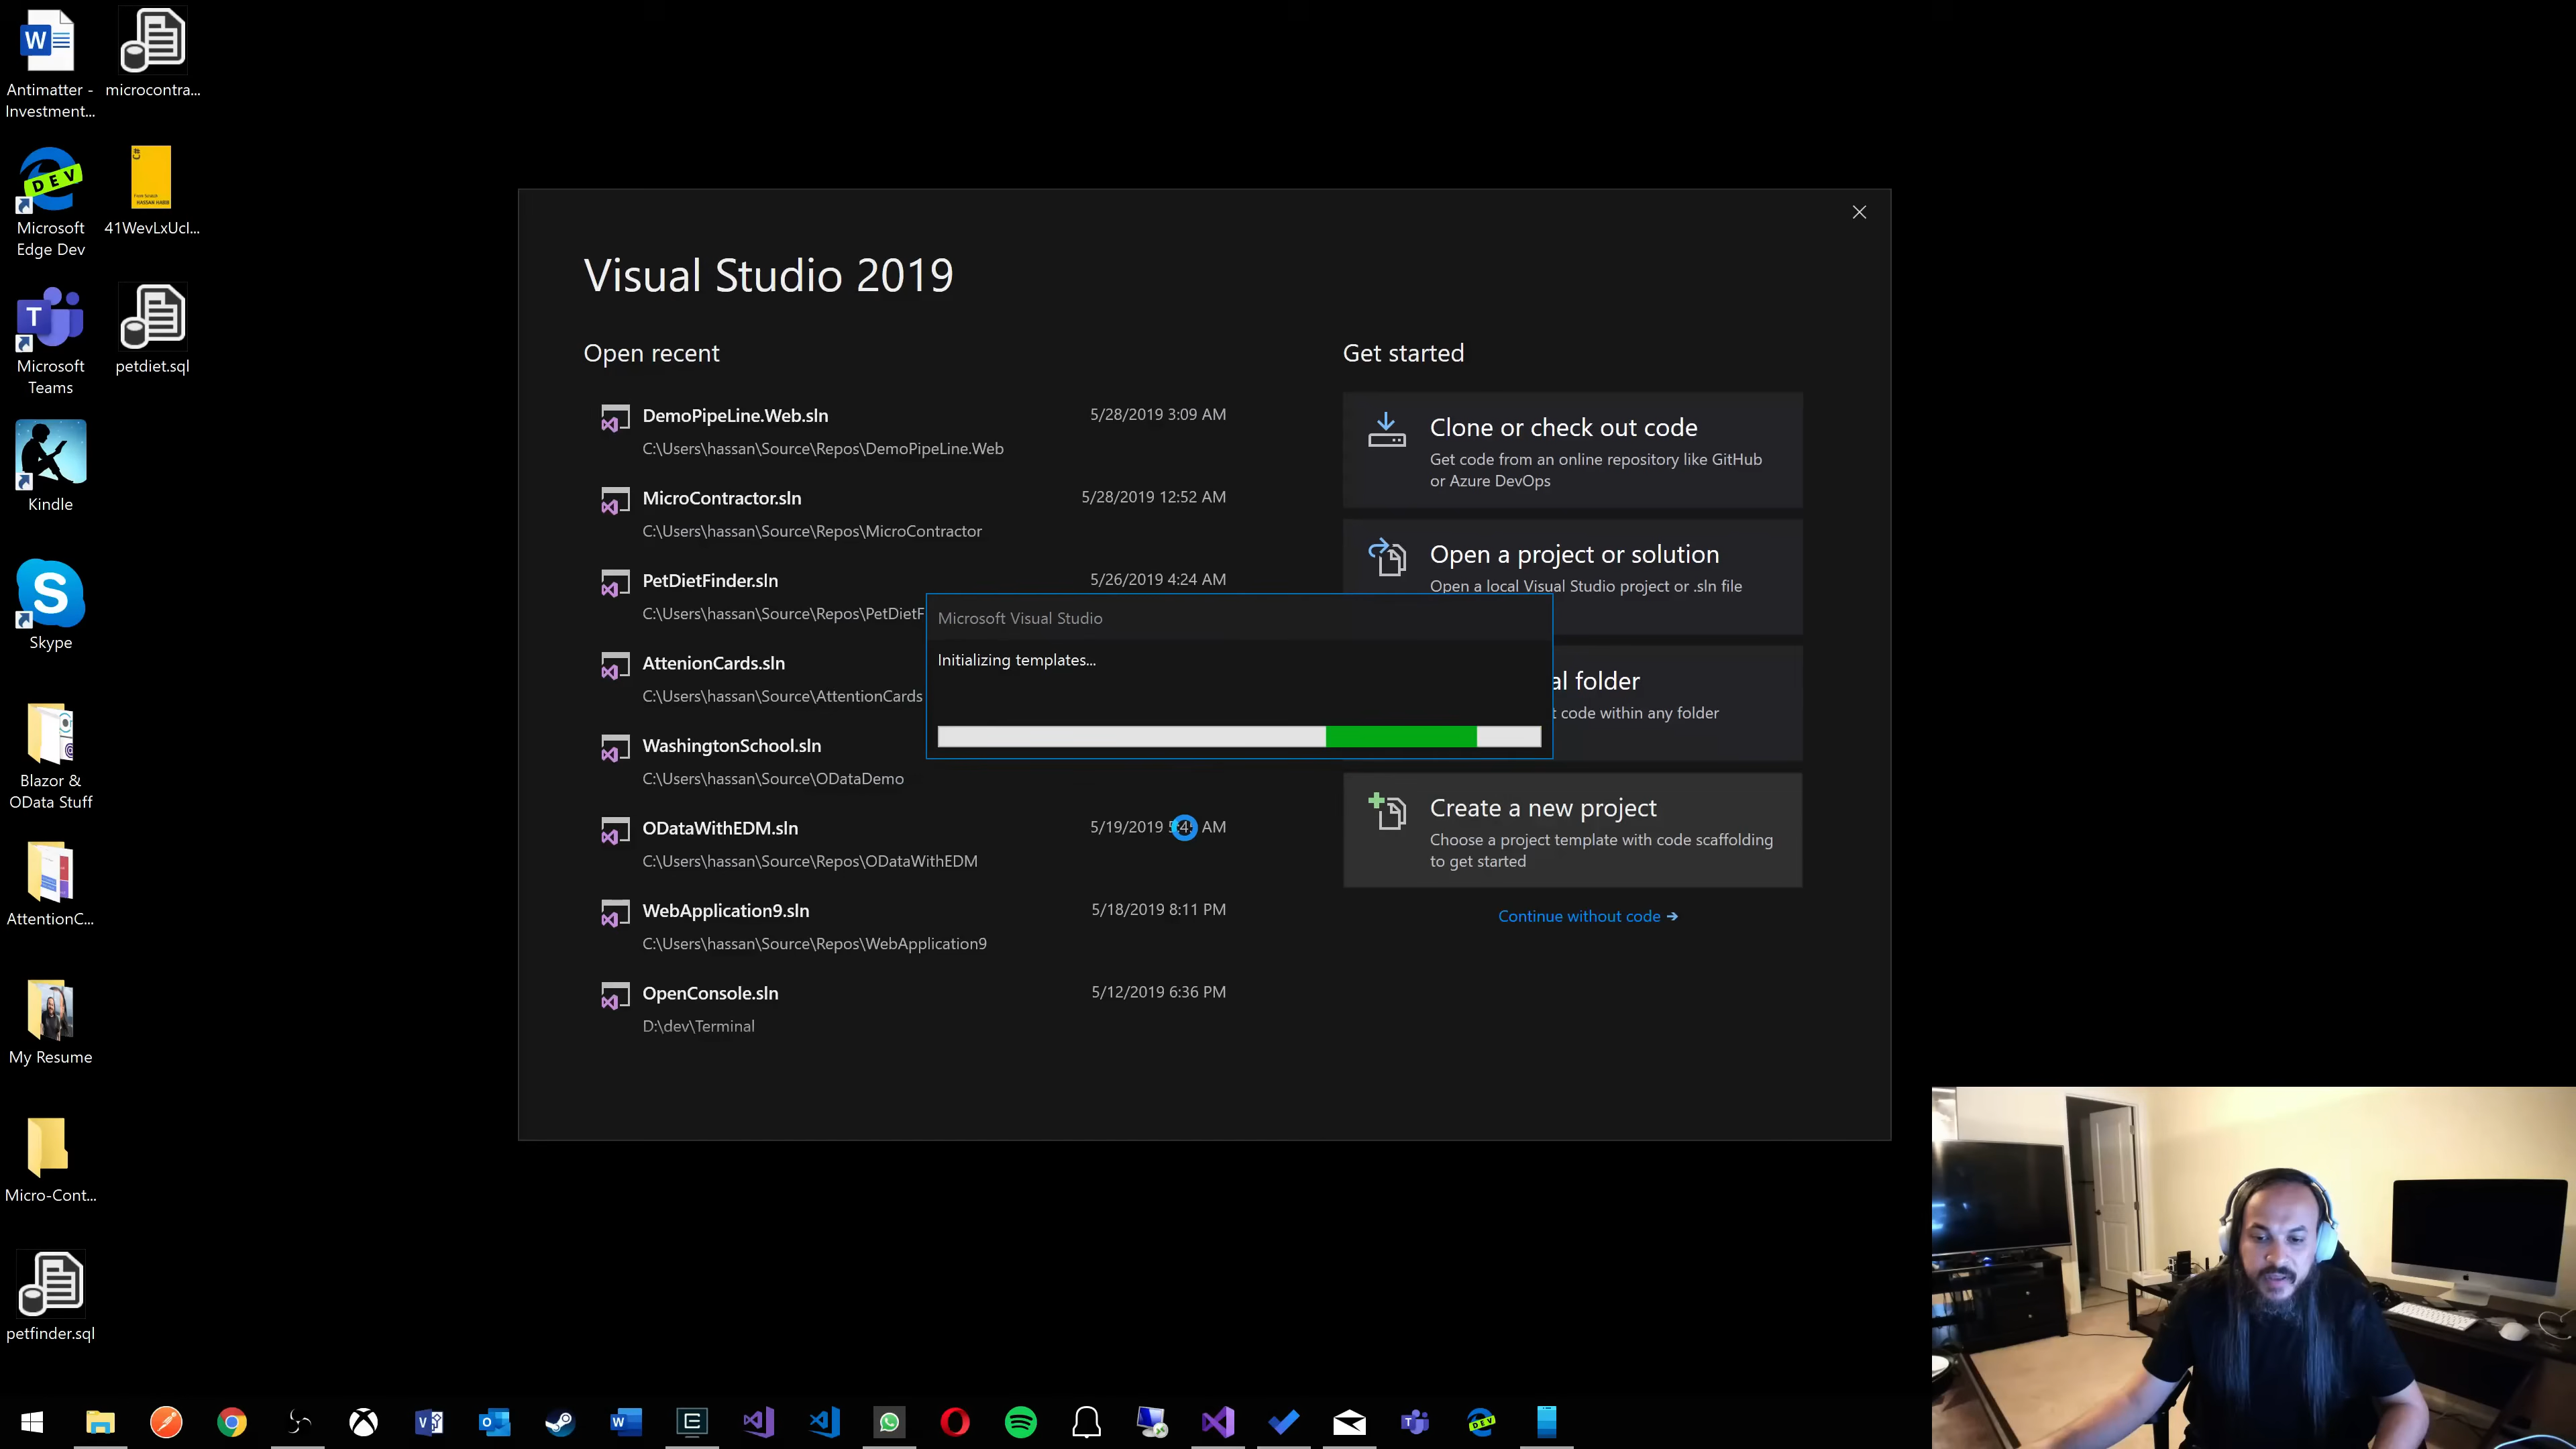 Antimatter -
Investment...
microcontra...
Microsoft
Edge Dev
41WevLxUcl...
Microsoft
Teams
petdiet.sql
Kindle
Skype
Blazor &
OData Stuff
AttentionC...
My Resume
Micro-Cont...
petfinder.sql
Visual Studio 2019
Open recent
DemoPipeLine.Web.sln
5/28/2019 3:09 AM
C:\Users\hassan\Source\Repos\DemoPipeLine.Web
MicroContractor.sln
5/28/2019 12:52 AM
C:\Users\hassan\Source\Repos\MicroContractor
PetDietFinder.sln
5/26/2019 4:24 AM
C:\Users\hassan\Source\Repos\PetDietF
AttenionCards.sln
C:\Users\hassan\Source\AttentionCards
WashingtonSchool.sln
C:\Users\hassan\Source\ODataDemo
ODataWithEDM.sln
5/19/2019 AM
C:\Users\hassan\Source\Repos\ODataWithEDM
WebApplication9.sln
5/18/2019 8:11 PM
C:\Users\hassan\Source\Repos\WebApplication9
OpenConsole.sln
5/12/2019 6:36 PM
D:\dev\Terminal
Get started
Clone or check out code
Get code from an online repository like GitHub
or Azure DevOps
Open a project or solution
Open a local Visual Studio project or .sln file
al folder
code within any folder
Create a new project
Choose a project template with code scaffolding
to get started
Continue without code →
Microsoft Visual Studio
Initializing templates...
DEV